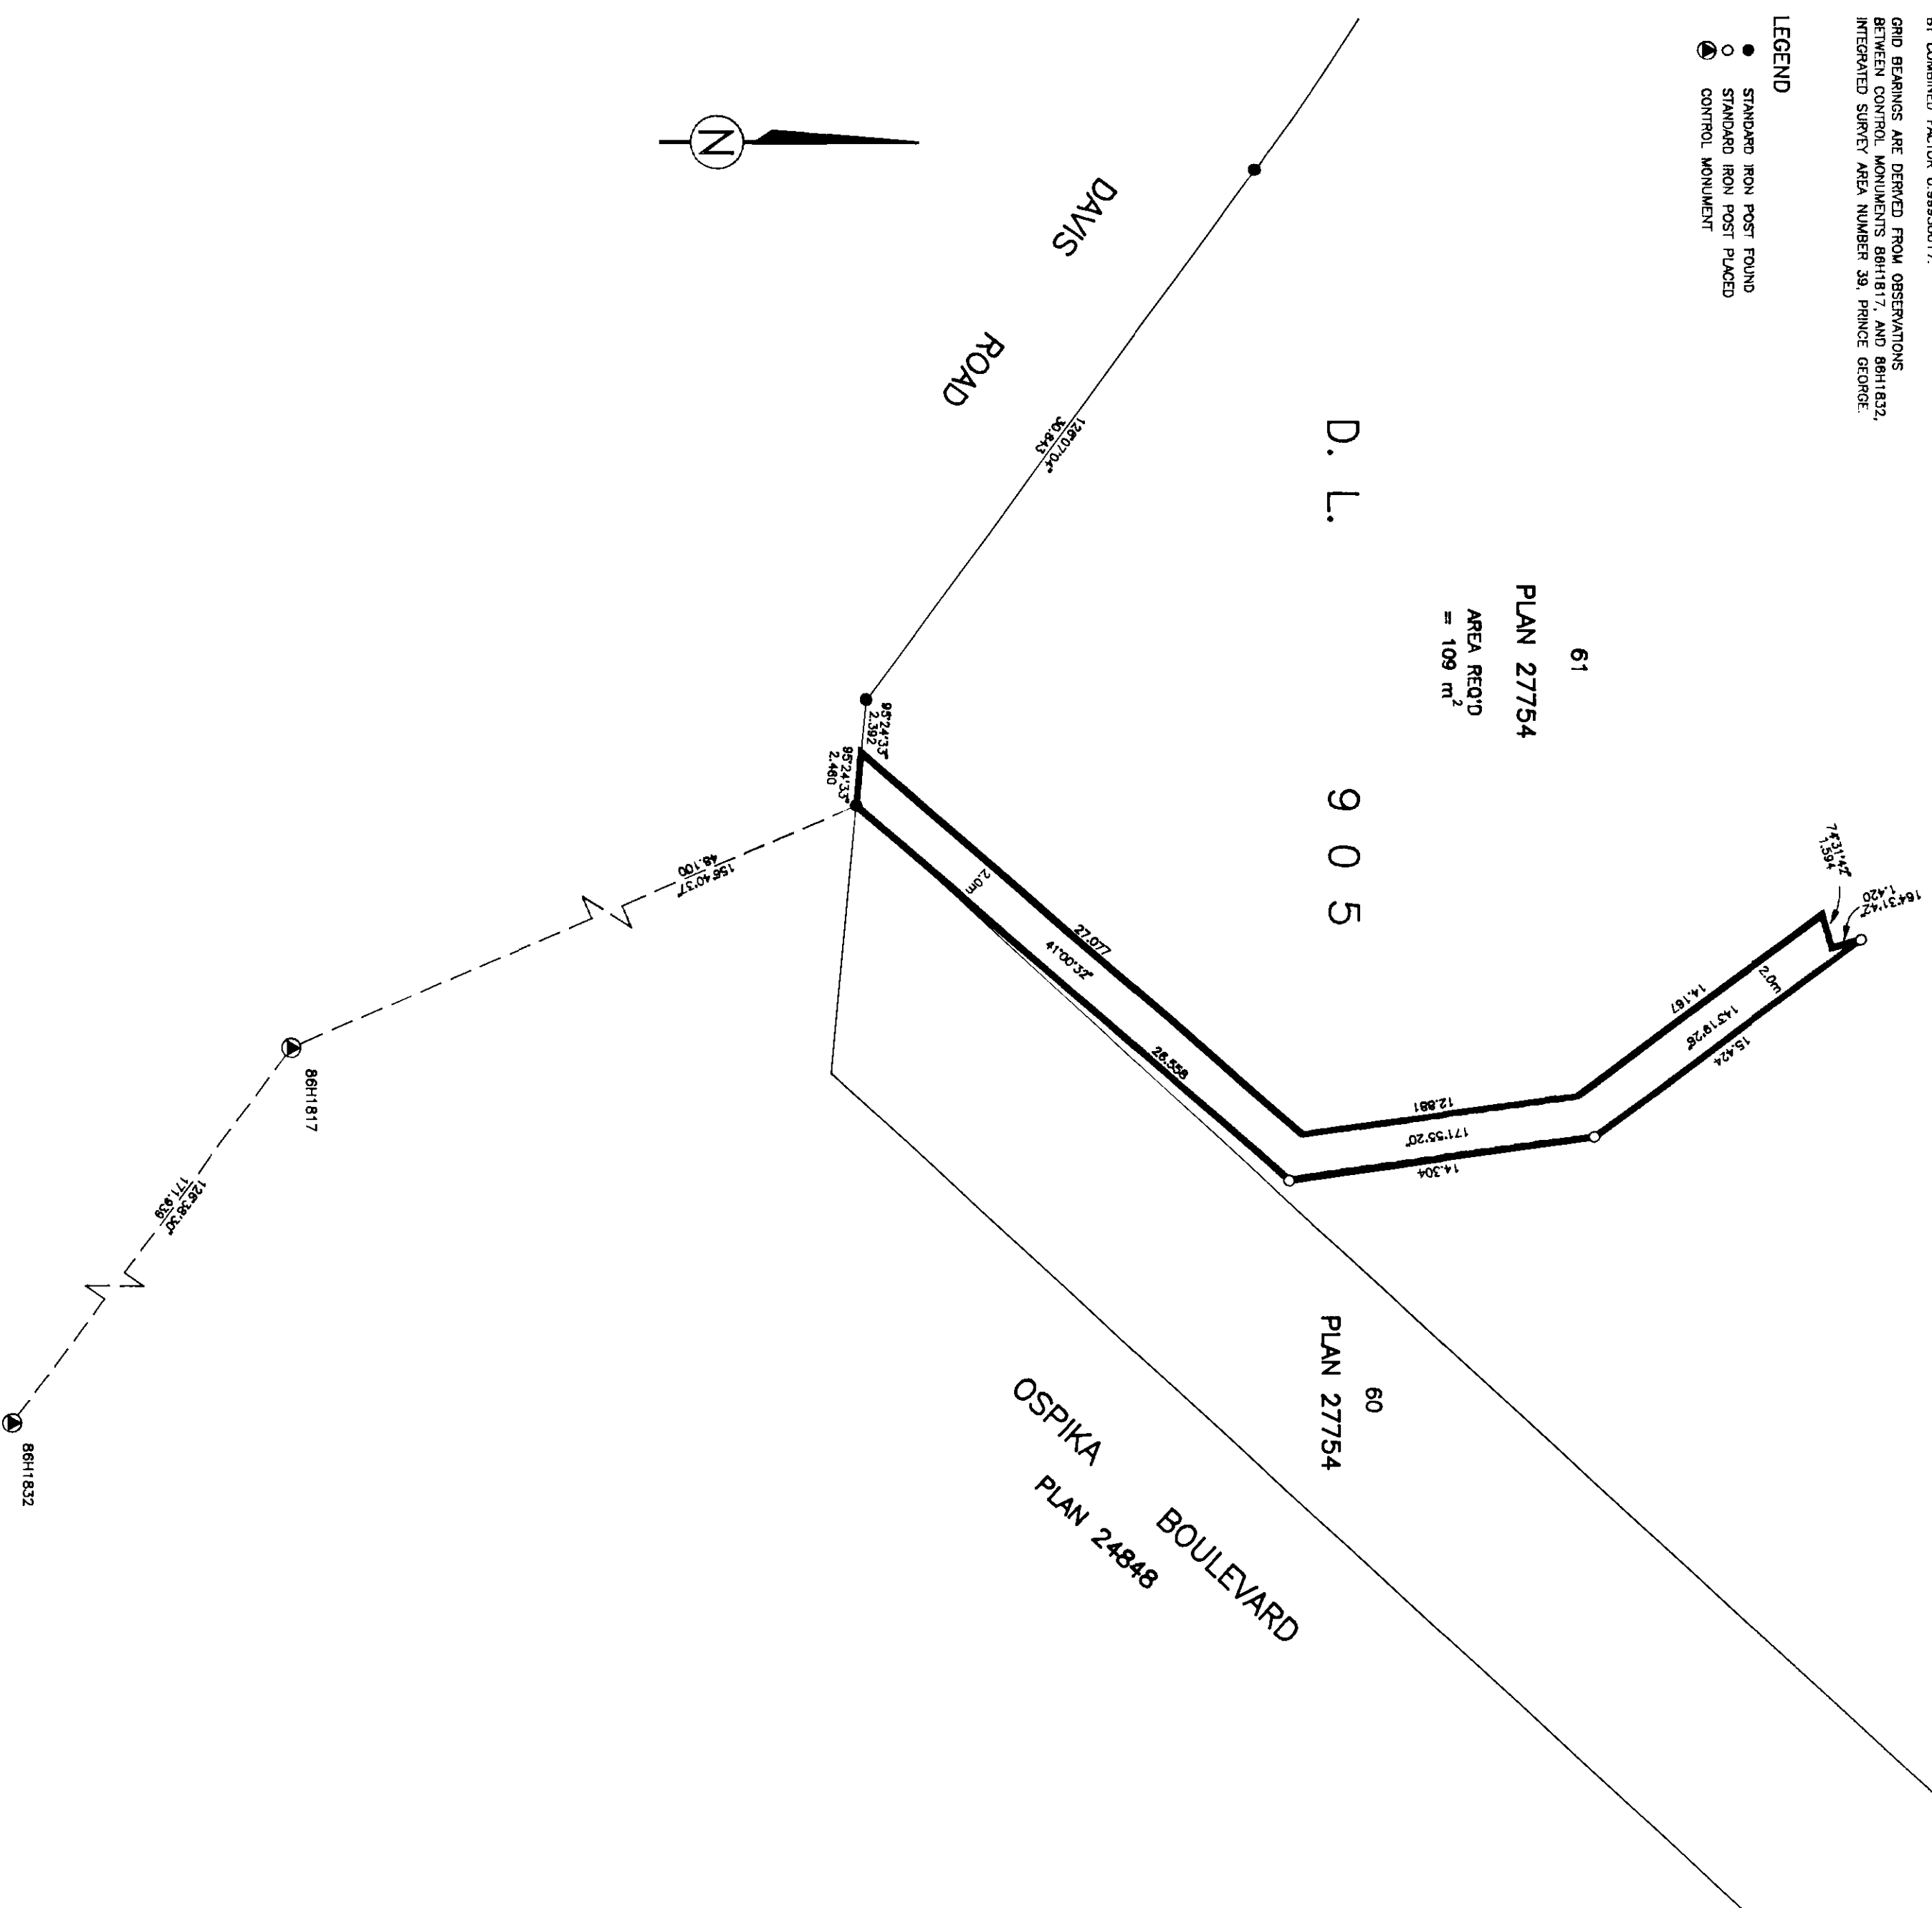 GRID BEARINGS ARE DERIVED FROM OBSERVATIONS
BETWEEN CONTROL MONUMENTS 86H1817, AND 86H1832,
INTEGRATED SURVEY AREA NUMBER 39, PRINCE GEORGE.
LEGEND
STANDARD IRON POST FOUND
STANDARD IRON POST PLACED
CONTROL MONUMENT
N
DAVIS
ROAD
126°07'04"
30.843
D. L. 905
61
PLAN 27754
AREA REQ'D
= 109 m²
74°31'42"
1.594
164°31'42"
1.420
2.0m
14.167
143°19'26"
15.424
12.881
171°55'20"
14.304
95°24'33"
2.392
95°24'33"
2.460
2.0m
27.077
41°00'32"
26.558
156°40'37"
48.100
86H1817
126°38'30"
171.939
86H1832
60
PLAN 27754
OSPIKA
BOULEVARD
PLAN 24848